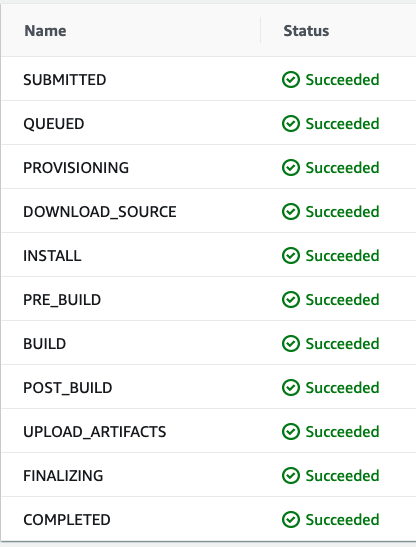 Name Status
SUBMITTED Succeeded
QUEUED Succeeded
PROVISIONING Succeeded
DOWNLOAD_SOURCE Succeeded
INSTALL Succeeded
PRE_BUILD Succeeded
BUILD Succeeded
POST_BUILD Succeeded
UPLOAD_ARTIFACTS Succeeded
FINALIZING Succeeded
COMPLETED Succeeded